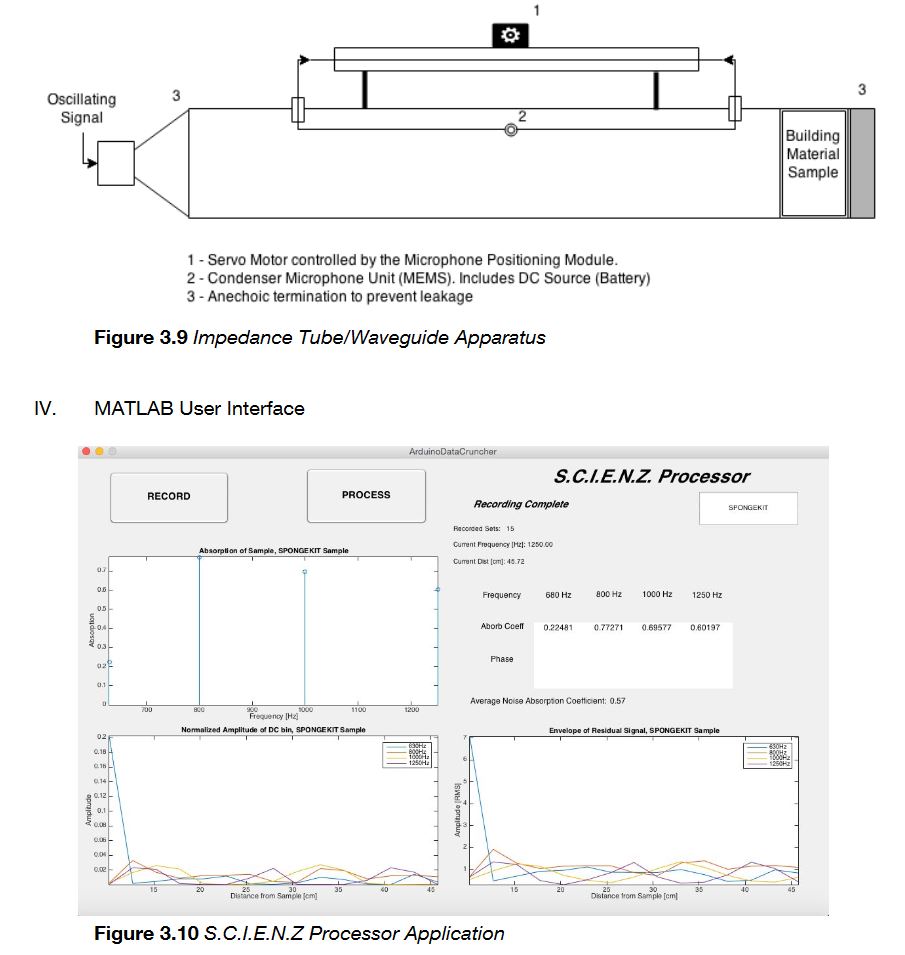 1
Oscillating
Signal
3
3
2
Building
Material
Sample
1 - Servo Motor controlled by the Microphone Positioning Module.
2 - Condenser Microphone Unit (MEMS). Includes DC Source (Battery)
3 - Anechoic termination to prevent leakage
Figure 3.9 Impedance Tube/Waveguide Apparatus
IV. MATLAB User Interface
ArduinoDataCruncher
RECORD
PROCESS
S.C.I.E.N.Z. Processor
Recording Complete
SPONGEKIT
Recorded Sets: 15
Current Frequency [Hz]: 1250.00
Current Dist [cm]: 45.72
Absorption of Sample, SPONGEKIT Sample
Absorption
0.7
0.6
0.5
0.4
0.3
0.2
0.1
0
700 800 900 1000 1100 1200
Frequency [Hz]
Frequency 680 Hz 800 Hz 1000 Hz 1250 Hz
Aborb Coeff 0.22481 0.77271 0.69577 0.60197
Phase
Average Noise Absorption Coefficient: 0.57
Normalized Amplitude of DC bin, SPONGEKIT Sample
Amplitude
0.2
0.18
0.16
0.14
0.12
0.1
0.08
0.06
0.04
0.02
630Hz
800Hz
1000Hz
1250Hz
15 20 25 30 35 40 45
Distance from Sample [cm]
Envelope of Residual Signal, SPONGEKIT Sample
Amplitude [RMS]
7
6
5
4
3
2
1
630Hz
800Hz
1000Hz
1250Hz
15 20 25 30 35 40 45
Distance from Sample [cm]
Figure 3.10 S.C.I.E.N.Z Processor Application